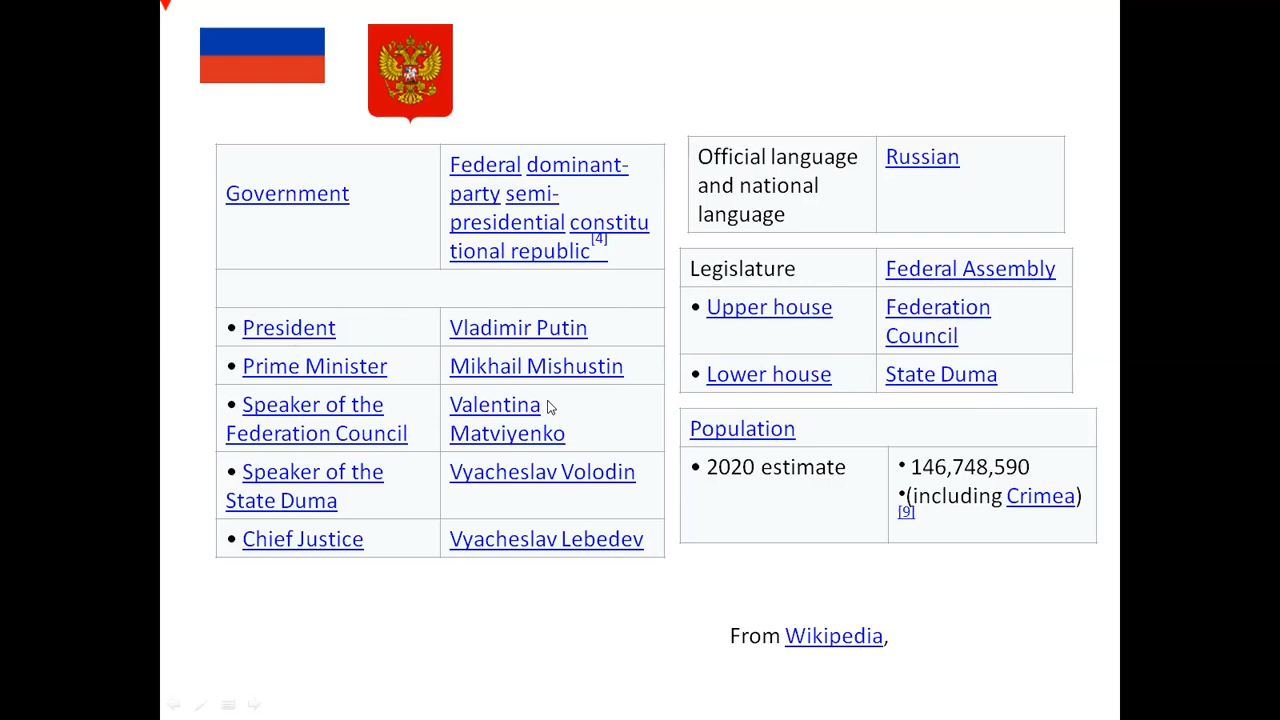 Government
Federal dominant-
party semi-
presidential constitu
tional republic[4]
• President
Vladimir Putin
• Prime Minister
Mikhail Mishustin
• Speaker of the
Federation Council
Valentina
Matviyenko
• Speaker of the
State Duma
Vyacheslav Volodin
• Chief Justice
Vyacheslav Lebedev
Official language
and national
language
Russian
Legislature
Federal Assembly
• Upper house
Federation
Council
• Lower house
State Duma
Population
• 2020 estimate
• 146,748,590
•(including Crimea)
[9]
From Wikipedia,